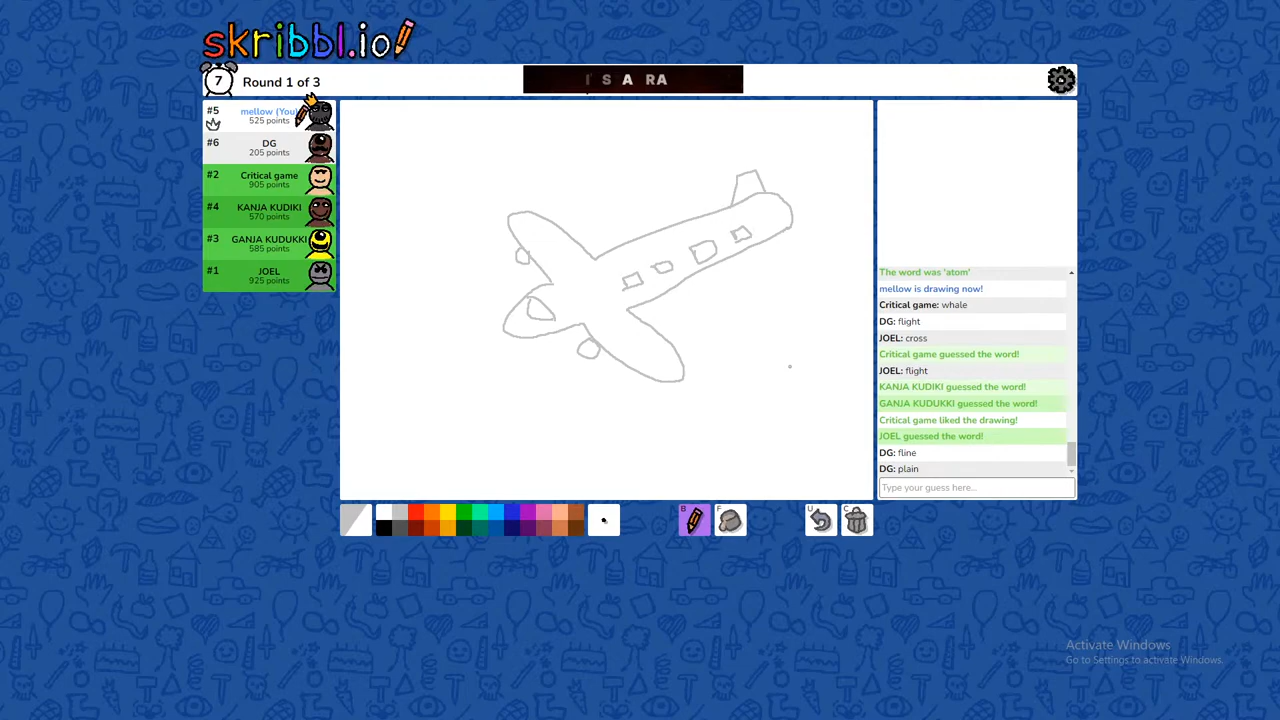 skribbl.io
7
Round 1 of 3
I' S A RA
#5 mellow (You)
525 points
#6 DG
205 points
#2 Critical game
905 points
#4 KANJA KUDIKI
570 points
#3 GANJA KUDUKKI
585 points
#1 JOEL
925 points
The word was 'atom'
mellow is drawing now!
Critical game: whale
DG: flight
JOEL: cross
Critical game guessed the word!
JOEL: flight
KANJA KUDIKI guessed the word!
GANJA KUDUKKI guessed the word!
Critical game liked the drawing!
JOEL guessed the word!
DG: fline
DG: plain
Type your guess here...
B
F
U
C
Activate Windows
Go to Settings to activate Windows.